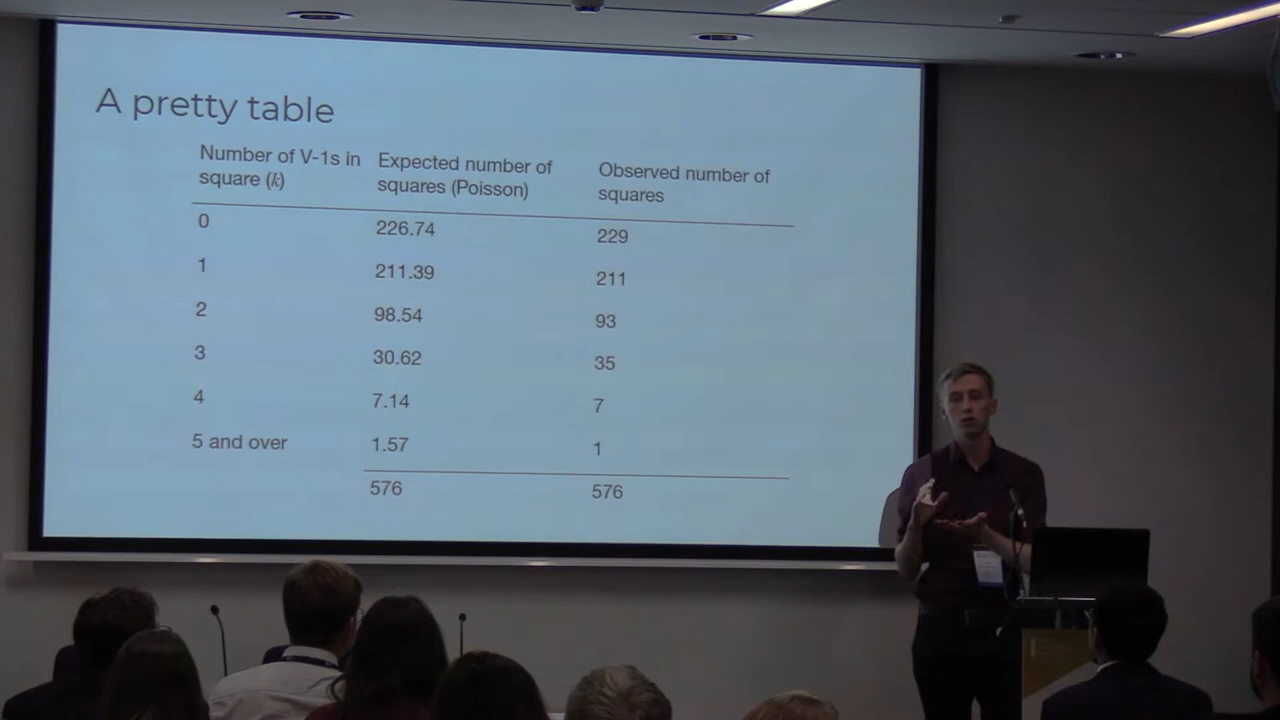 A pretty table
Number of V-1s in square (k) Expected number of squares (Poisson) Observed number of squares
0 226.74 229
1 211.39 211
2 98.54 93
3 30.62 35
4 7.14 7
5 and over 1.57 1
576 576